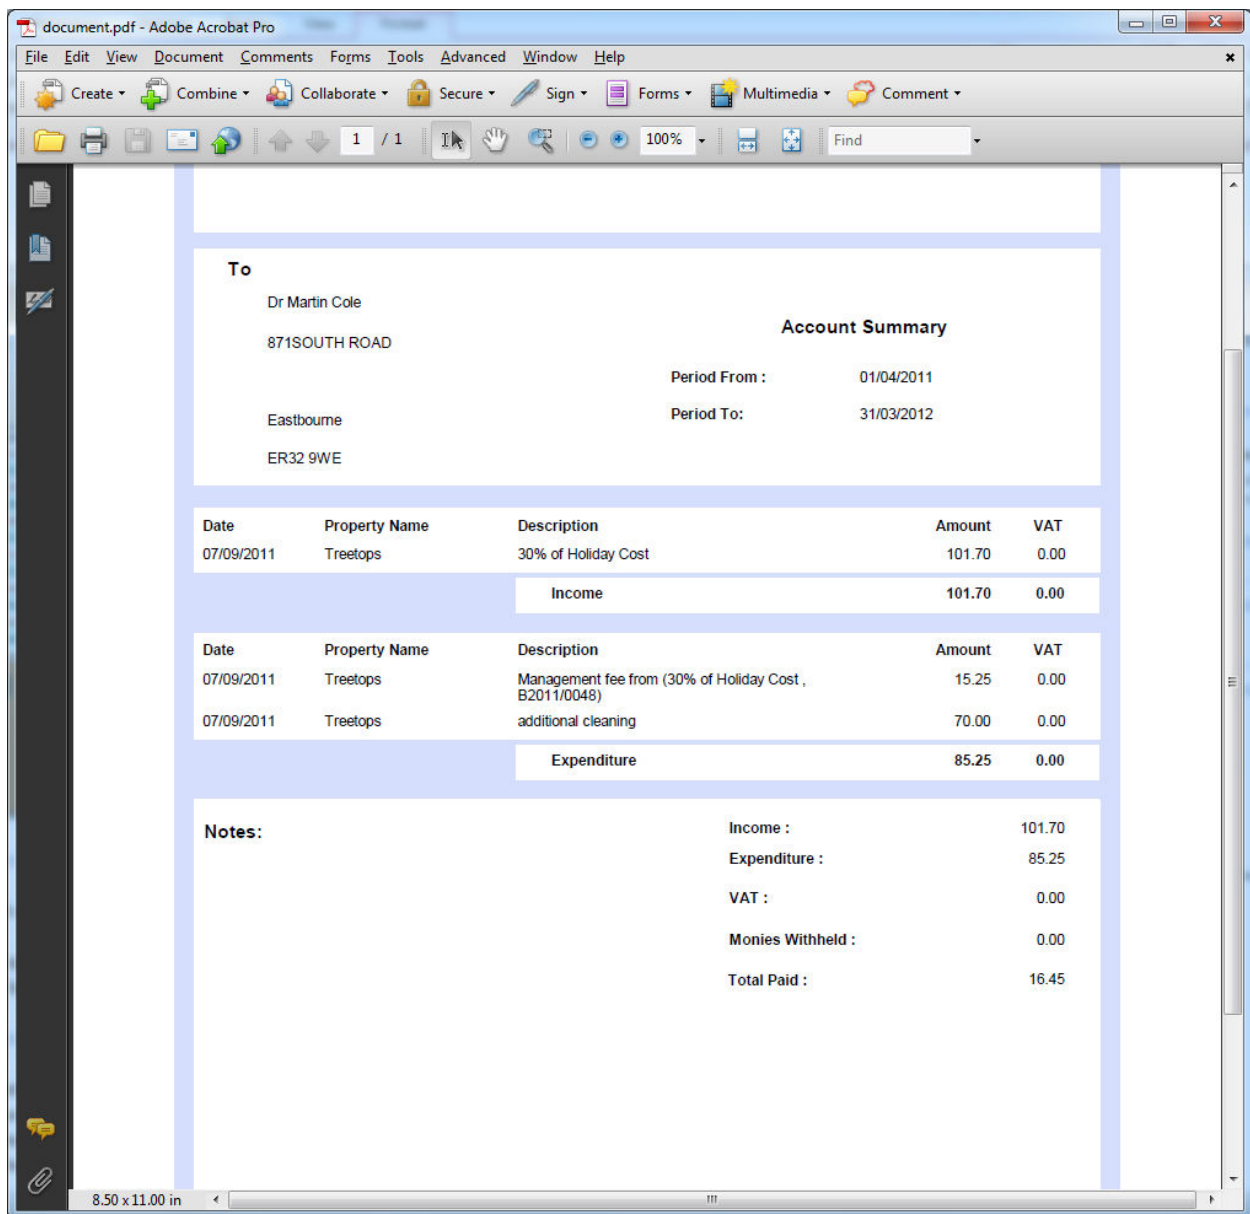 document.pdf - Adobe Acrobat Pro
File Edit View Document Comments Forms Tools Advanced Window Help
Create Combine Collaborate Secure Sign Forms Multimedia Comment
1 / 1 100% Find
To
Dr Martin Cole
871SOUTH ROAD
Account Summary
Period From : 01/04/2011
Eastbourne
Period To: 31/03/2012
ER32 9WE
Date Property Name Description Amount VAT
07/09/2011 Treetops 30% of Holiday Cost 101.70 0.00
Income 101.70 0.00
Date Property Name Description Amount VAT
07/09/2011 Treetops Management fee from (30% of Holiday Cost , 15.25 0.00
B2011/0048)
07/09/2011 Treetops additional cleaning 70.00 0.00
Expenditure 85.25 0.00
Notes:
Income : 101.70
Expenditure : 85.25
VAT : 0.00
Monies Withheld : 0.00
Total Paid : 16.45
8.50 x 11.00 in